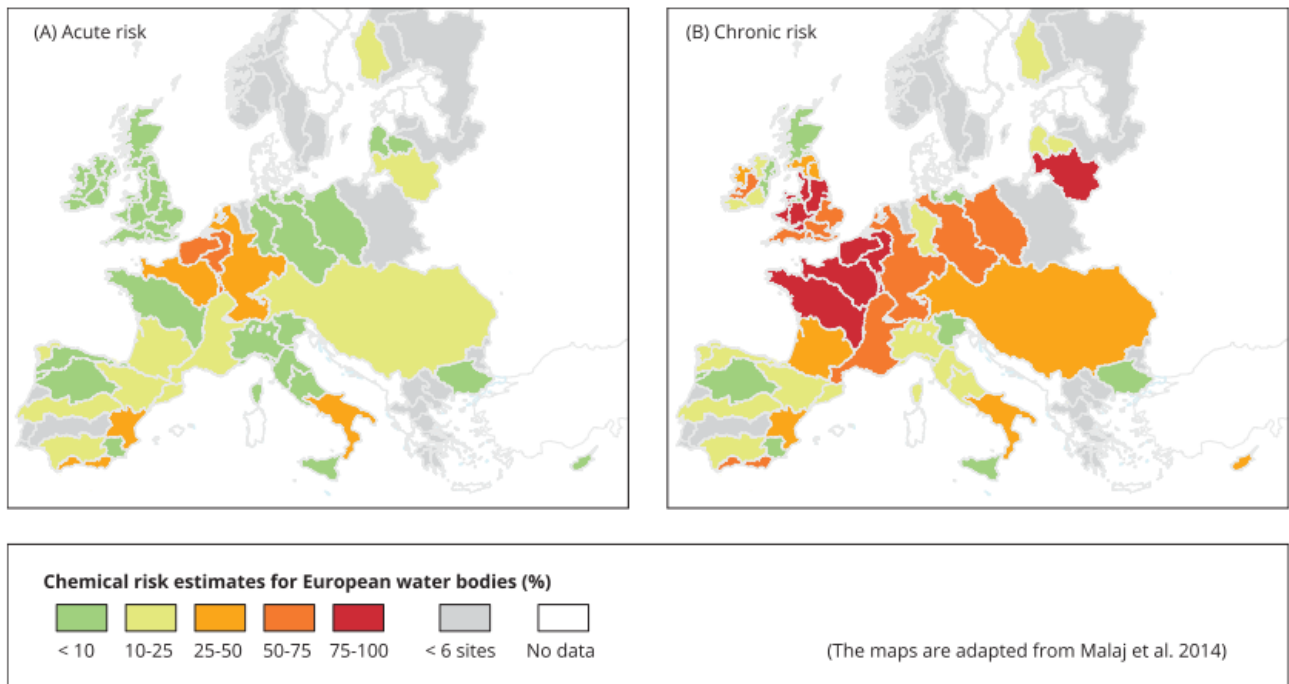 (A) Acute risk
(B) Chronic risk
Chemical risk estimates for European water bodies (%)
< 10 10-25 25-50 50-75 75-100 < 6 sites No data
(The maps are adapted from Malaj et al. 2014)